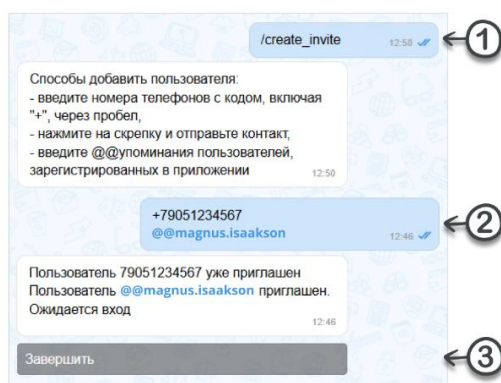 /create_invite
12:50
1
Способы добавить пользователя:
- введите номера телефонов с кодом, включая
"+", через пробел,
- нажмите на скрепку и отправьте контакт,
- введите @@упоминания пользователей,
зарегистрированных в приложении
12:50
+79051234567
@@magnus.isaakson
12:46
2
Пользователь 79051234567 уже приглашен
Пользователь @@magnus.isaakson приглашен.
Ожидается вход
12:46
Завершить
3